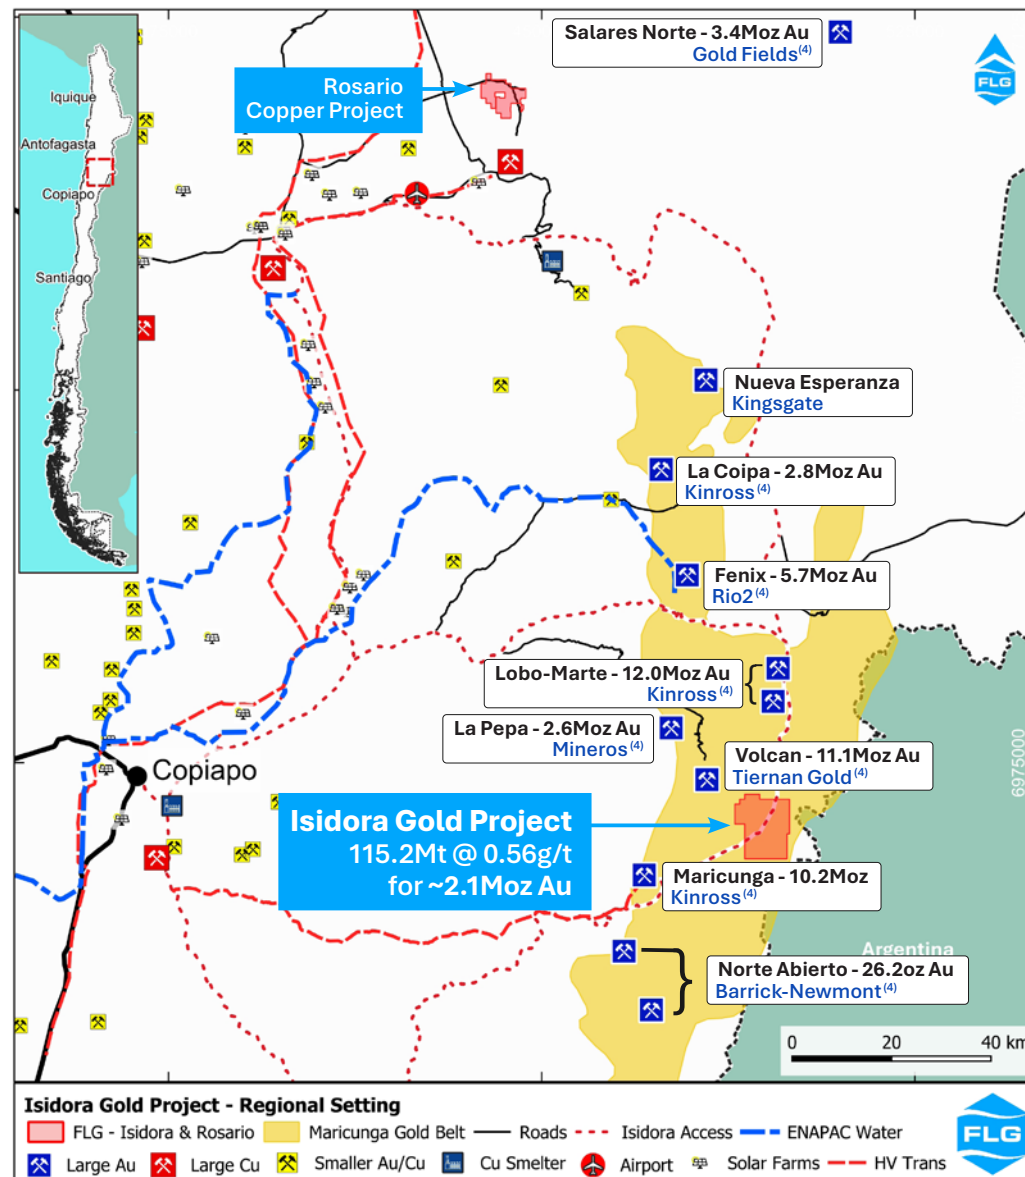 Salares Norte - 3.4Moz Au
Gold Fields(4)
FLG
Rosario
Copper Project
Iquique
Antofagasta
Copiapo
Santiago
Nueva Esperanza
Kingsgate
La Coipa - 2.8Moz Au
Kinross(4)
Fenix - 5.7Moz Au
Rio2(4)
Lobo-Marte - 12.0Moz Au
Kinross(4)
La Pepa - 2.6Moz Au
Mineros(4)
Volcan - 11.1Moz Au
Tiernan Gold(4)
6975000
Copiapo
Isidora Gold Project
115.2Mt @ 0.56g/t
for ~2.1Moz Au
Maricunga - 10.2Moz
Kinross(4)
Argentina
Norte Abierto - 26.2oz Au
Barrick-Newmont(4)
0 20 40 km
Isidora Gold Project - Regional Setting
FLG - Isidora & Rosario Maricunga Gold Belt Roads Isidora Access ENAPAC Water
Large Au Large Cu Smaller Au/Cu Cu Smelter Airport Solar Farms HV Trans
FLG